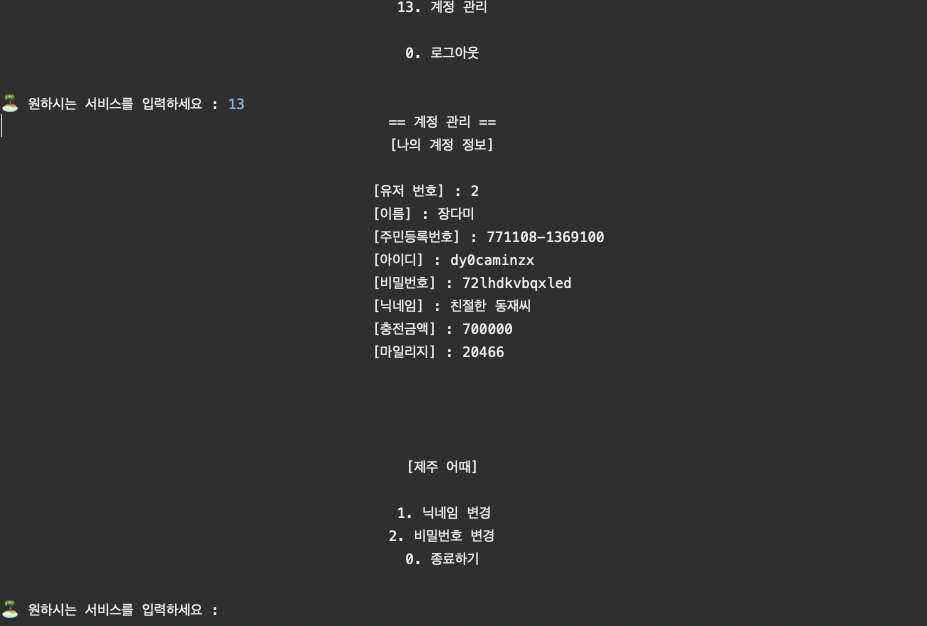 13. 계정 관리
0. 로그아웃
🏝️ 원하시는 서비스를 입력하세요 : 13
== 계정 관리 ==
[나의 계정 정보]
[유저 번호] : 2
[이름] : 장다미
[주민등록번호] : 771108-1369100
[아이디] : dy0caminzx
[비밀번호] : 72lhdkvbqxled
[닉네임] : 친절한 동재씨
[충전금액] : 700000
[마일리지] : 20466
[제주 어때]
1. 닉네임 변경
2. 비밀번호 변경
0. 종료하기
🏝️ 원하시는 서비스를 입력하세요 :